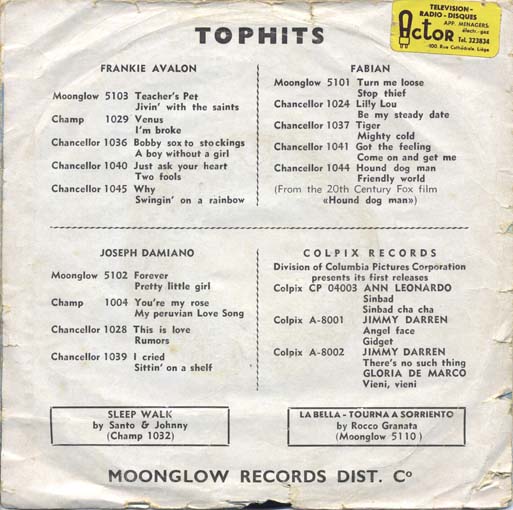 TOPHITS
TELEVISION -
RADIO - DISQUES
APP. MENAGERS.
électr. - gaz
ActoR
Tel. 323834
100, Rue Cathédrale, Liége
FRANKIE AVALON
Moonglow 5103 Teacher's Pet
Jivin' with the saints
Champ 1029 Venus
I'm broke
Chancellor 1036 Bobby sox to stockings
A boy without a girl
Chancellor 1040 Just ask your heart
Two fools
Chancellor 1045 Why
Swingin' on a rainbow
FABIAN
Moonglow 5101 Turn me loose
Stop thief
Chancellor 1024 Lilly Lou
Be my steady date
Chancellor 1037 Tiger
Mighty cold
Chancellor 1041 Got the feeling
Come on and get me
Chancellor 1044 Hound dog man
Friendly world
(From the 20th Century Fox film
«Hound dog man»)
JOSEPH DAMIANO
Moonglow 5102 Forever
Pretty little girl
Champ 1004 You're my rose
My peruvian Love Song
Chancellor 1028 This is love
Rumors
Chancellor 1039 I cried
Sittin' on a shelf
COLPIX RECORDS
Division of Columbia Pictures Corporation
presents its first releases
Colpix CP 04003 ANN LEONARDO
Sinbad
Sinbad cha cha
Colpix A-8001 JIMMY DARREN
Angel face
Gidget
Colpix A-8002 JIMMY DARREN
There's no such thing
GLORIA DE MARCO
Vieni, vieni
SLEEP WALK
by Santo & Johnny
(Champ 1032)
LA BELLA - TOURNA A SORRIENTO
by Rocco Granata
(Moonglow 5110)
MOONGLOW RECORDS DIST. Cº